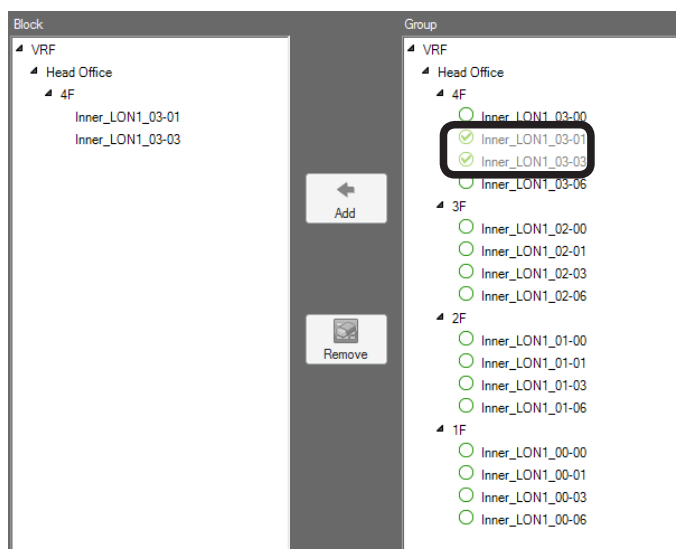 Block
VRF
Head Office
4F
Inner_LON1_03-01
Inner_LON1_03-03
Add
Remove
Group
VRF
Head Office
4F
Inner_LON1_03-00
Inner_LON1_03-01
Inner_LON1_03-03
Inner_LON1_03-06
3F
Inner_LON1_02-00
Inner_LON1_02-01
Inner_LON1_02-03
Inner_LON1_02-06
2F
Inner_LON1_01-00
Inner_LON1_01-01
Inner_LON1_01-03
Inner_LON1_01-06
1F
Inner_LON1_00-00
Inner_LON1_00-01
Inner_LON1_00-03
Inner_LON1_00-06